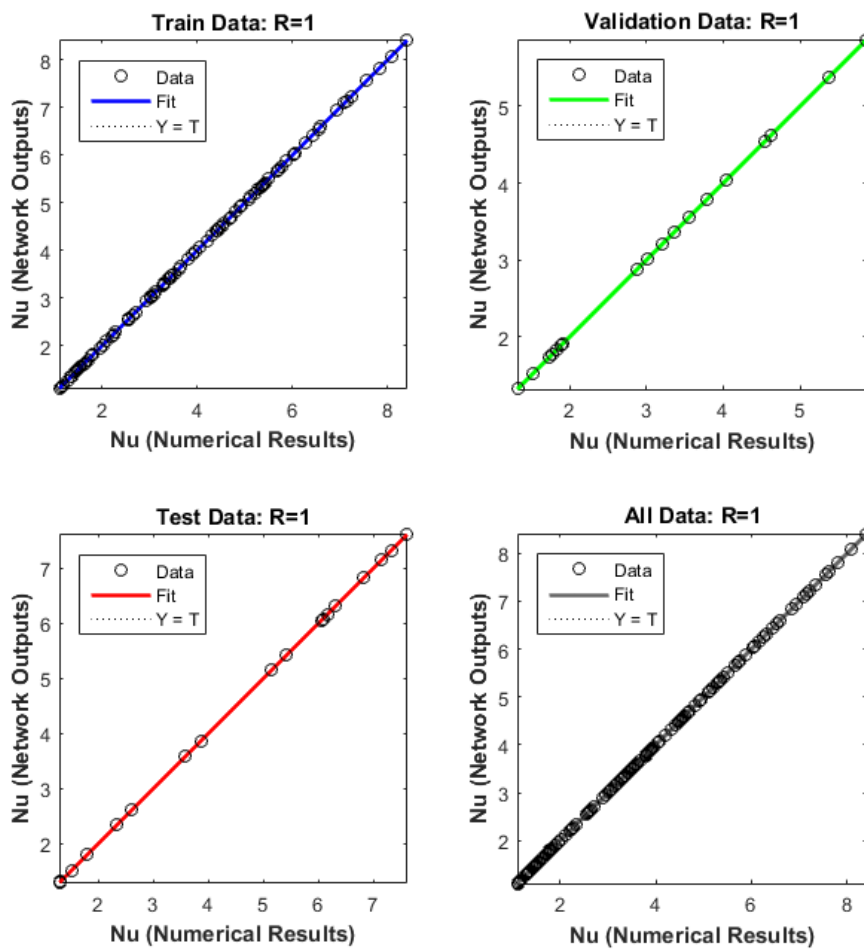 Train Data: R=1
Nu (Network Outputs)
8
7
6
5
4
3
2
Data
Fit
Y = T
2 4 6 8
Nu (Numerical Results)
Validation Data: R=1
Nu (Network Outputs)
5
4
3
2
Data
Fit
Y = T
2 3 4 5
Nu (Numerical Results)
Test Data: R=1
Nu (Network Outputs)
7
6
5
4
3
2
Data
Fit
Y = T
2 3 4 5 6 7
Nu (Numerical Results)
All Data: R=1
Nu (Network Outputs)
8
7
6
5
4
3
2
Data
Fit
Y = T
2 4 6 8
Nu (Numerical Results)